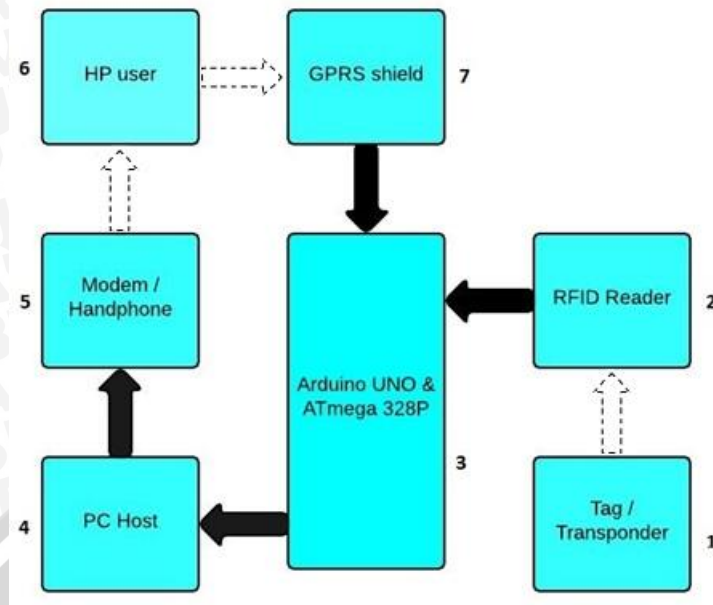 6
HP user
GPRS shield
7
5
Modem /
Handphone
Arduino UNO &
ATmega 328P
RFID Reader
2
3
4
PC Host
Tag /
Transponder
1